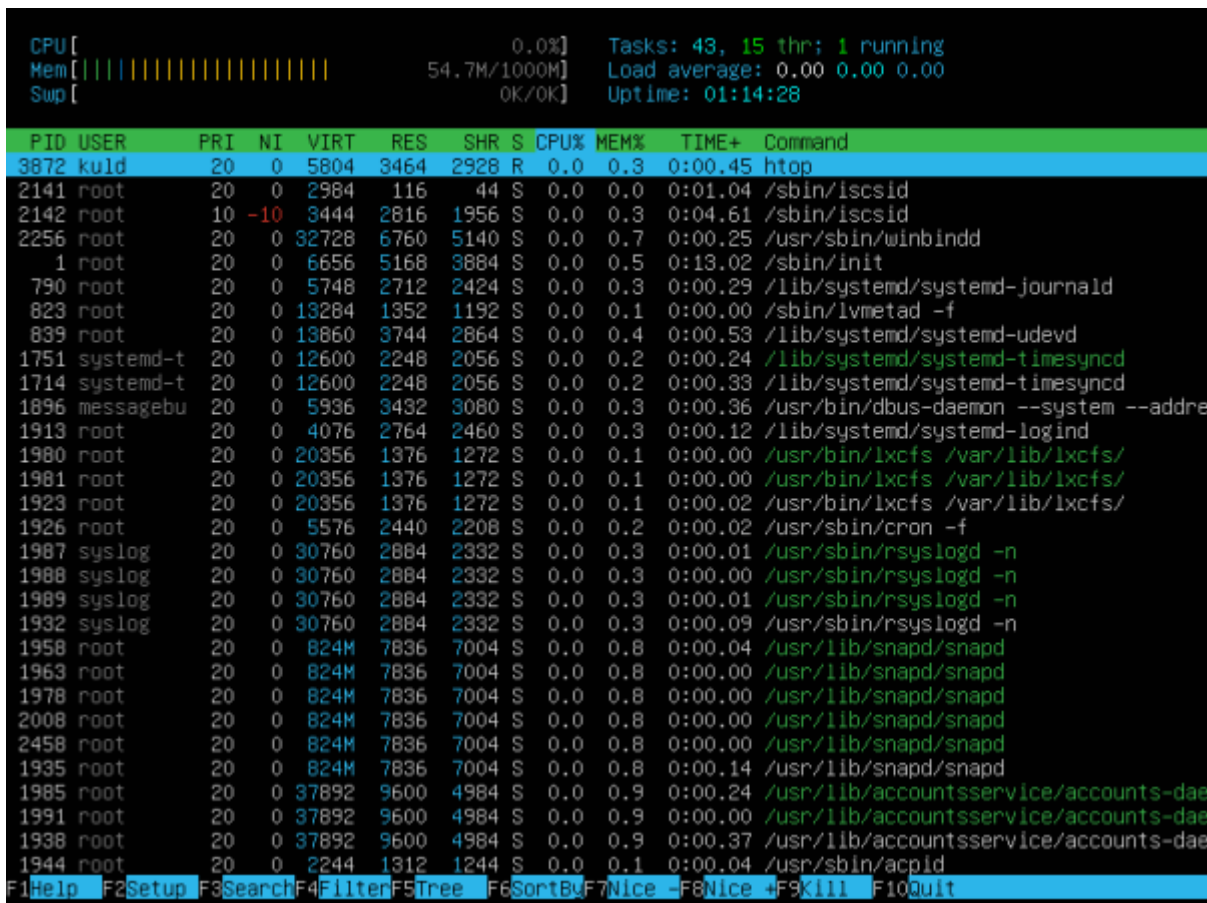 CPU[ 0.0%] Tasks: 43, 15 thr; 1 running
Mem[|||||||||||||||||||| 54.7M/1000M] Load average: 0.00 0.00 0.00
Swp[ 0K/0K] Uptime: 01:14:28
PID USER PRI NI VIRT RES SHR S CPU% MEM% TIME+ Command
3872 kuld 20 0 5804 3464 2928 R 0.0 0.3 0:00.45 htop
2141 root 20 0 2984 116 44 S 0.0 0.0 0:01.04 /sbin/iscsid
2142 root 10 -10 3444 2816 1956 S 0.0 0.3 0:04.61 /sbin/iscsid
2256 root 20 0 32728 6760 5140 S 0.0 0.7 0:00.25 /usr/sbin/winbindd
1 root 20 0 6656 5168 3884 S 0.0 0.5 0:13.02 /sbin/init
790 root 20 0 5748 2712 2424 S 0.0 0.3 0:00.29 /lib/systemd/systemd-journald
823 root 20 0 13284 1352 1192 S 0.0 0.1 0:00.00 /sbin/lvmetad -f
839 root 20 0 13860 3744 2864 S 0.0 0.4 0:00.53 /lib/systemd/systemd-udevd
1751 systemd-t 20 0 12600 2248 2056 S 0.0 0.2 0:00.24 /lib/systemd/systemd-timesyncd
1714 systemd-t 20 0 12600 2248 2056 S 0.0 0.2 0:00.33 /lib/systemd/systemd-timesyncd
1896 messagebu 20 0 5936 3432 3080 S 0.0 0.3 0:00.36 /usr/bin/dbus-daemon --system --addre
1913 root 20 0 4076 2764 2460 S 0.0 0.3 0:00.12 /lib/systemd/systemd-logind
1980 root 20 0 20356 1376 1272 S 0.0 0.1 0:00.00 /usr/bin/lxcfs /var/lib/lxcfs/
1981 root 20 0 20356 1376 1272 S 0.0 0.1 0:00.00 /usr/bin/lxcfs /var/lib/lxcfs/
1923 root 20 0 20356 1376 1272 S 0.0 0.1 0:00.02 /usr/bin/lxcfs /var/lib/lxcfs/
1926 root 20 0 5576 2440 2208 S 0.0 0.2 0:00.02 /usr/sbin/cron -f
1987 syslog 20 0 30760 2884 2332 S 0.0 0.3 0:00.01 /usr/sbin/rsyslogd -n
1988 syslog 20 0 30760 2884 2332 S 0.0 0.3 0:00.00 /usr/sbin/rsyslogd -n
1989 syslog 20 0 30760 2884 2332 S 0.0 0.3 0:00.01 /usr/sbin/rsyslogd -n
1932 syslog 20 0 30760 2884 2332 S 0.0 0.3 0:00.09 /usr/sbin/rsyslogd -n
1958 root 20 0 824M 7836 7004 S 0.0 0.8 0:00.04 /usr/lib/snapd/snapd
1963 root 20 0 824M 7836 7004 S 0.0 0.8 0:00.00 /usr/lib/snapd/snapd
1978 root 20 0 824M 7836 7004 S 0.0 0.8 0:00.00 /usr/lib/snapd/snapd
2008 root 20 0 824M 7836 7004 S 0.0 0.8 0:00.00 /usr/lib/snapd/snapd
2458 root 20 0 824M 7836 7004 S 0.0 0.8 0:00.00 /usr/lib/snapd/snapd
1935 root 20 0 824M 7836 7004 S 0.0 0.8 0:00.14 /usr/lib/snapd/snapd
1985 root 20 0 37892 9600 4984 S 0.0 0.9 0:00.24 /usr/lib/accountsservice/accounts-dae
1991 root 20 0 37892 9600 4984 S 0.0 0.9 0:00.00 /usr/lib/accountsservice/accounts-dae
1938 root 20 0 37892 9600 4984 S 0.0 0.9 0:00.37 /usr/lib/accountsservice/accounts-dae
1944 root 20 0 2244 1312 1244 S 0.0 0.1 0:00.04 /usr/sbin/acpid
F1Help F2Setup F3SearchF4FilterF5Tree F6SortByF7Nice -F8Nice +F9Kill F10Quit